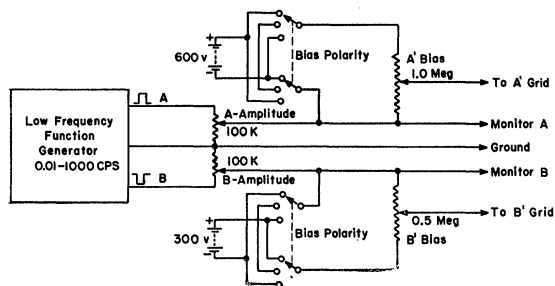 +
600 v
−
Bias Polarity
A' Bias
1.0 Meg
To A' Grid
A
A-Amplitude
100 K
Monitor A
Low Frequency
Function
Generator
0.01-1000 CPS
Ground
100 K
B-Amplitude
Monitor B
B
+
300 v
−
Bias Polarity
0.5 Meg
B' Bias
To B' Grid